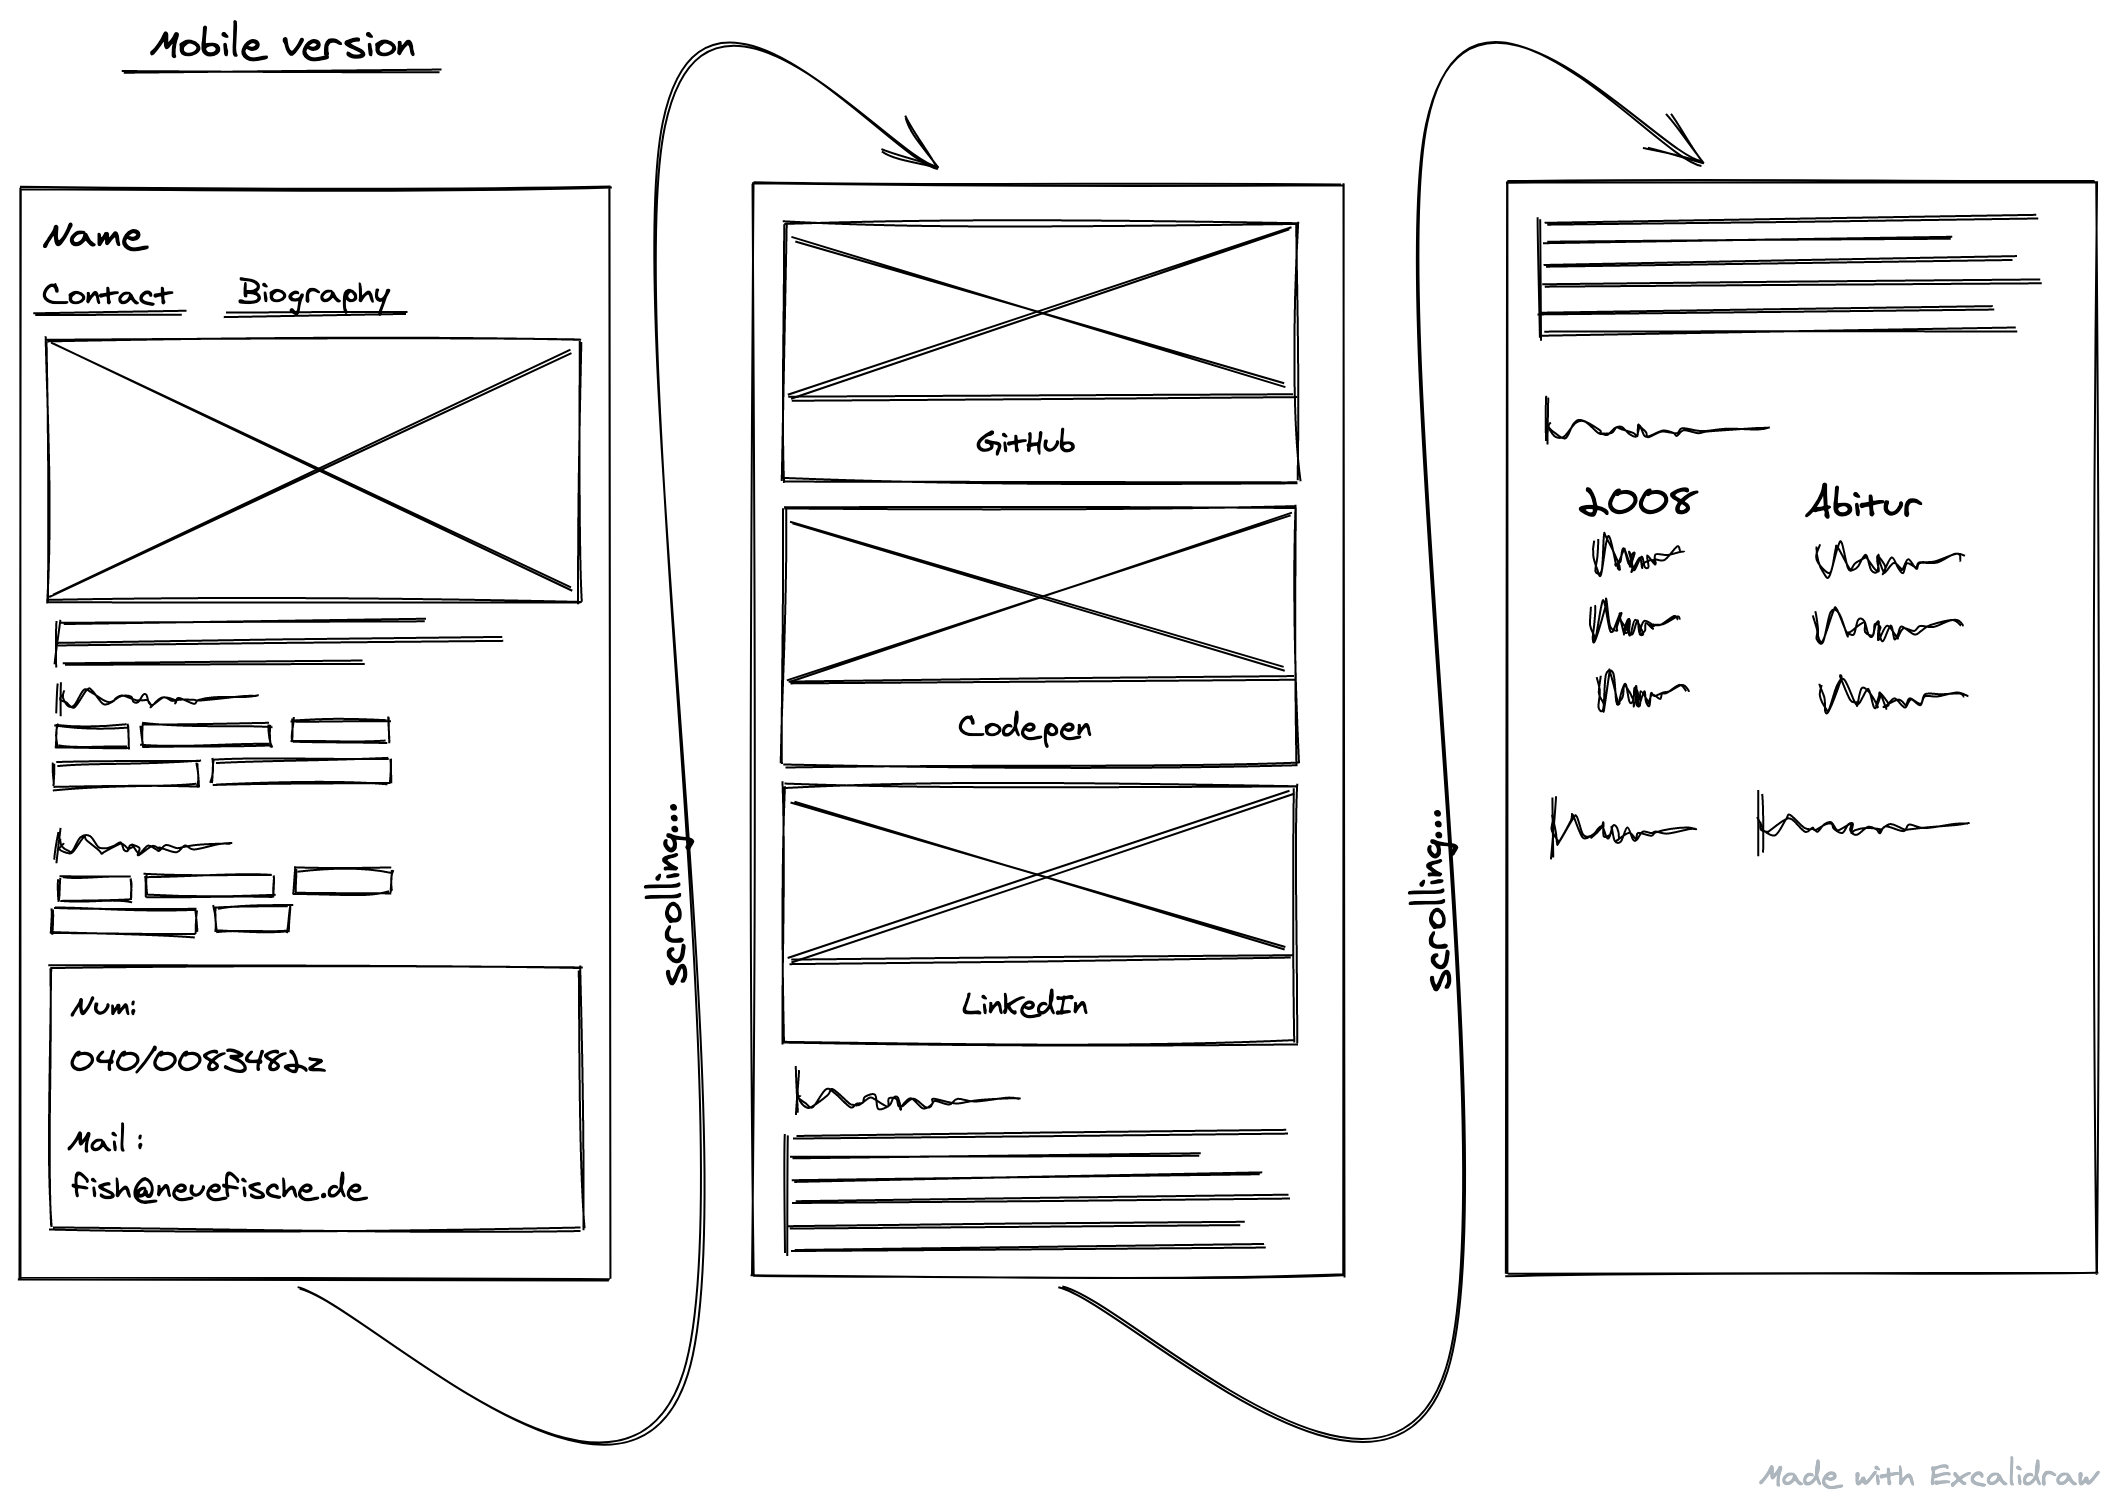 Mobile version
Name
Contact
Biography
Num:
040/0083482z
Mail :
fish@neuefische.de
scrolling...
GitHub
Codepen
LinkedIn
scrolling...
2008
Abitur
Made with Excalidraw